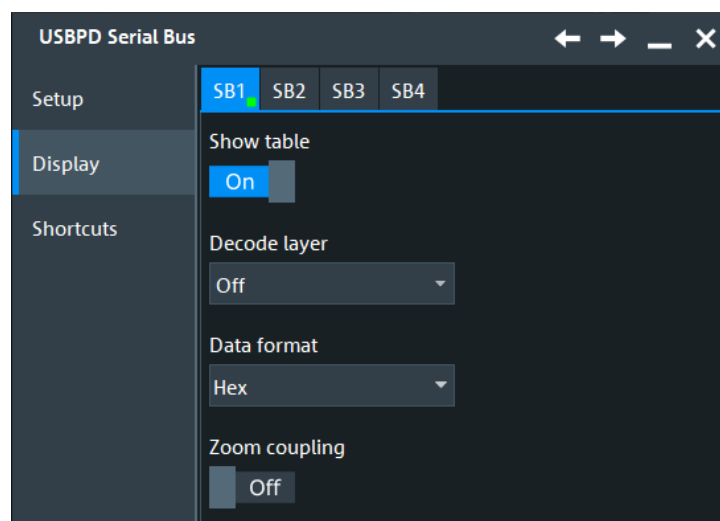 USBPD Serial Bus
Setup
Display
Shortcuts
SB1 SB2 SB3 SB4
Show table
On
Decode layer
Off
Data format
Hex
Zoom coupling
Off